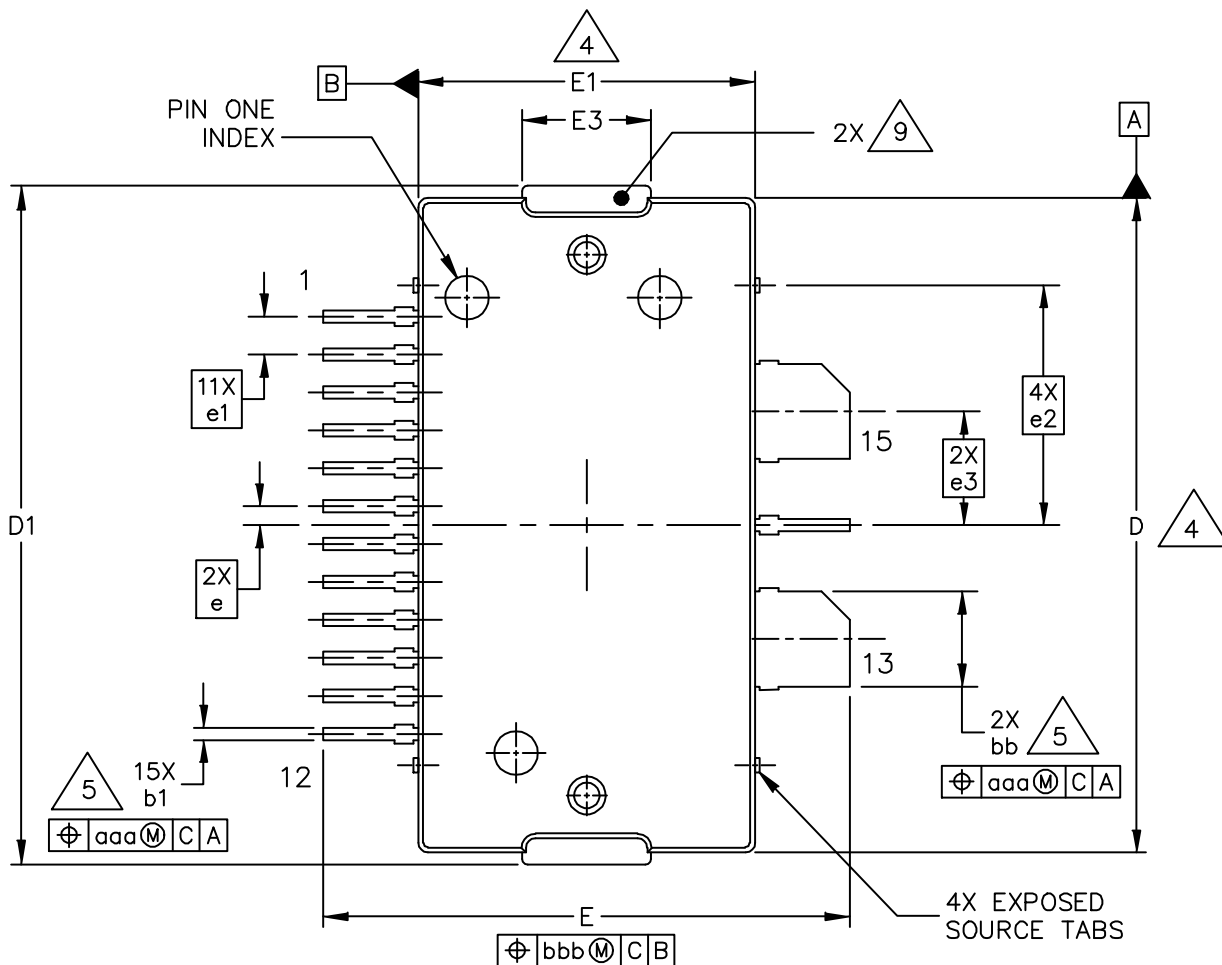 4
B
E1
PIN ONE
INDEX
E3
2X 9
A
1
11X
e1
4X
e2
15
2X
e3
D1
D 4
2X
e
13
2X
bb 5
⌖ aaa Ⓜ C A
5 15X
b1
12
⌖ aaa Ⓜ C A
E
⌖ bbb Ⓜ C B
4X EXPOSED
SOURCE TABS